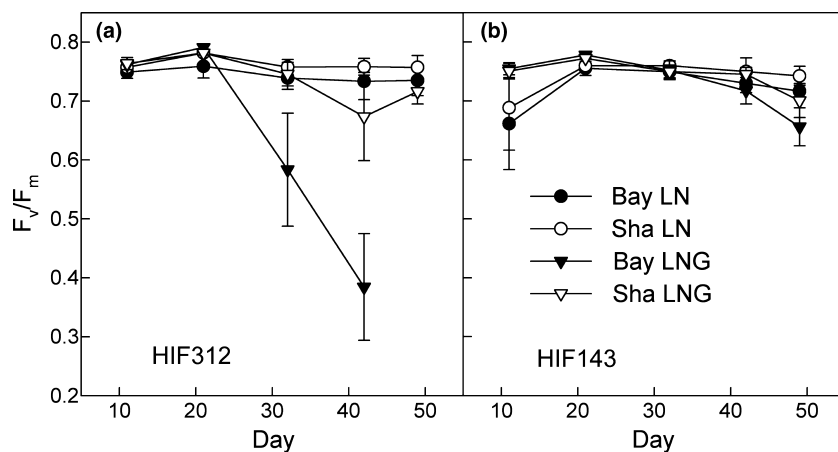 (a)
(b)
0.8
0.7
0.6
0.5
0.4
0.3
0.2
Fv/Fm
Bay LN
Sha LN
Bay LNG
Sha LNG
HIF312
HIF143
10 20 30 40 50
10 20 30 40 50
Day
Day